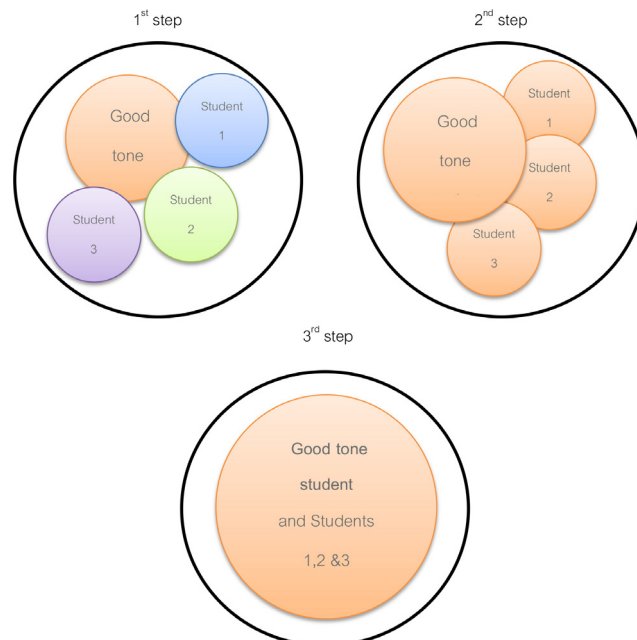 1st step
2nd step
Good
tone
Student
1
Student
2
Student
3
Good
tone
Student
1
Student
2
Student
3
3rd step
Good tone
student
and Students
1,2 &3